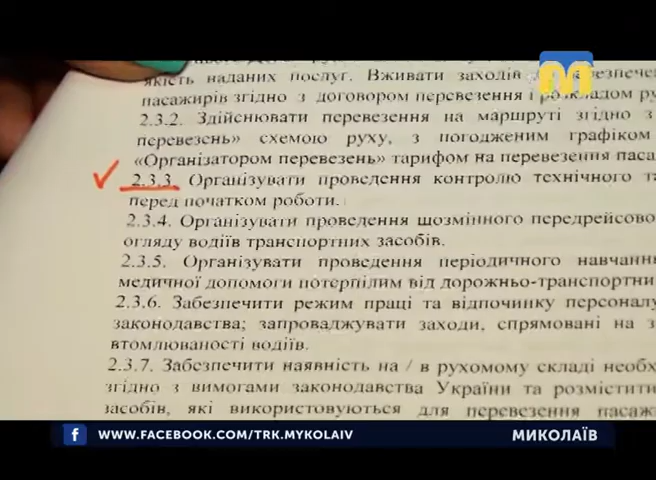 якість наданих послуг. Вживати заходів
пасажирів згідно з договором перевезення і розкладом ру
2.3.2. Здійснювати перевезення на маршруті згідно з
перевезень» схемою руху, з погодженим графіком
«Організатором перевезень» тарифом на перевезення паса
2.3.3. Організувати проведення контролю технічного та
перед початком роботи.
2.3.4. Організувати проведення щозмінного передрейсово
огляду водіїв транспортних засобів.
2.3.5. Організувати проведення періодичного навчанн
медичної допомоги потерпілим від дорожньо-транспортни
2.3.6. Забезпечити режим праці та відпочинку персоналу
законодавства; запроваджувати заходи, спрямовані на з
втомлюваності водіїв.
2.3.7. Забезпечити наявність на / в рухомому складі необх
згідно з вимогами законодавства України та розмістити
засобів, які використовуються для перевезення пасаж
WWW.FACEBOOK.COM/TRK.MYKOLAIV
МИКОЛАЇВ